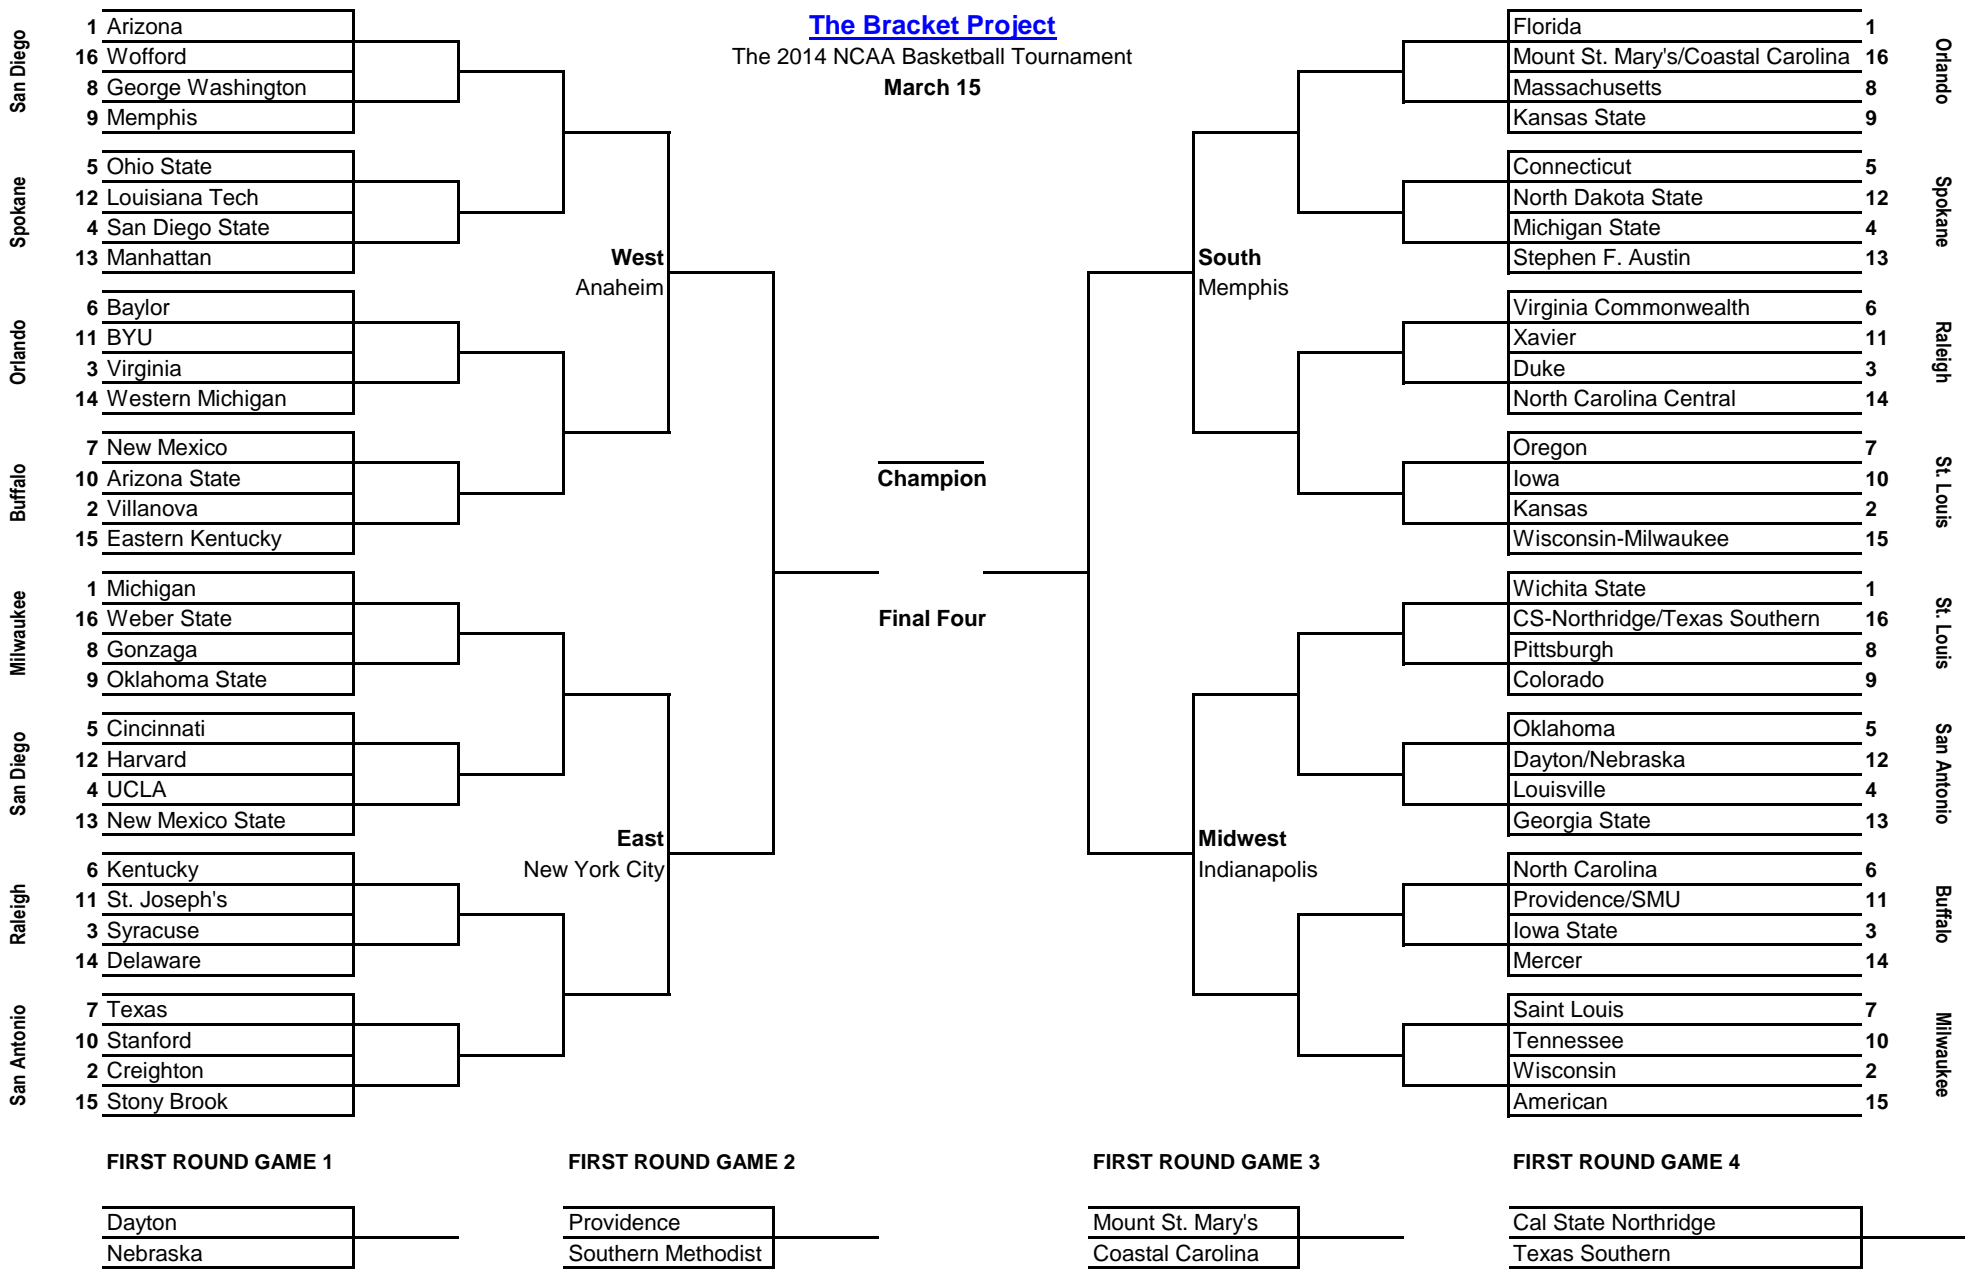 The Bracket Project
The 2014 NCAA Basketball Tournament
March 15
San Diego
1 Arizona
16 Wofford
8 George Washington
9 Memphis
Spokane
5 Ohio State
12 Louisiana Tech
4 San Diego State
13 Manhattan
West
Anaheim
Orlando
6 Baylor
11 BYU
3 Virginia
14 Western Michigan
Buffalo
7 New Mexico
10 Arizona State
2 Villanova
15 Eastern Kentucky
Milwaukee
1 Michigan
16 Weber State
8 Gonzaga
9 Oklahoma State
San Diego
5 Cincinnati
12 Harvard
4 UCLA
13 New Mexico State
East
New York City
Raleigh
6 Kentucky
11 St. Joseph's
3 Syracuse
14 Delaware
San Antonio
7 Texas
10 Stanford
2 Creighton
15 Stony Brook
Champion
Final Four
Florida 1
Mount St. Mary's/Coastal Carolina 16
Massachusetts 8
Kansas State 9
Orlando
Connecticut 5
North Dakota State 12
Michigan State 4
Stephen F. Austin 13
Spokane
South
Memphis
Virginia Commonwealth 6
Xavier 11
Duke 3
North Carolina Central 14
Raleigh
Oregon 7
Iowa 10
Kansas 2
Wisconsin-Milwaukee 15
St. Louis
Wichita State 1
CS-Northridge/Texas Southern 16
Pittsburgh 8
Colorado 9
St. Louis
Oklahoma 5
Dayton/Nebraska 12
Louisville 4
Georgia State 13
San Antonio
Midwest
Indianapolis
North Carolina 6
Providence/SMU 11
Iowa State 3
Mercer 14
Buffalo
Saint Louis 7
Tennessee 10
Wisconsin 2
American 15
Milwaukee
FIRST ROUND GAME 1
Dayton
Nebraska
FIRST ROUND GAME 2
Providence
Southern Methodist
FIRST ROUND GAME 3
Mount St. Mary's
Coastal Carolina
FIRST ROUND GAME 4
Cal State Northridge
Texas Southern